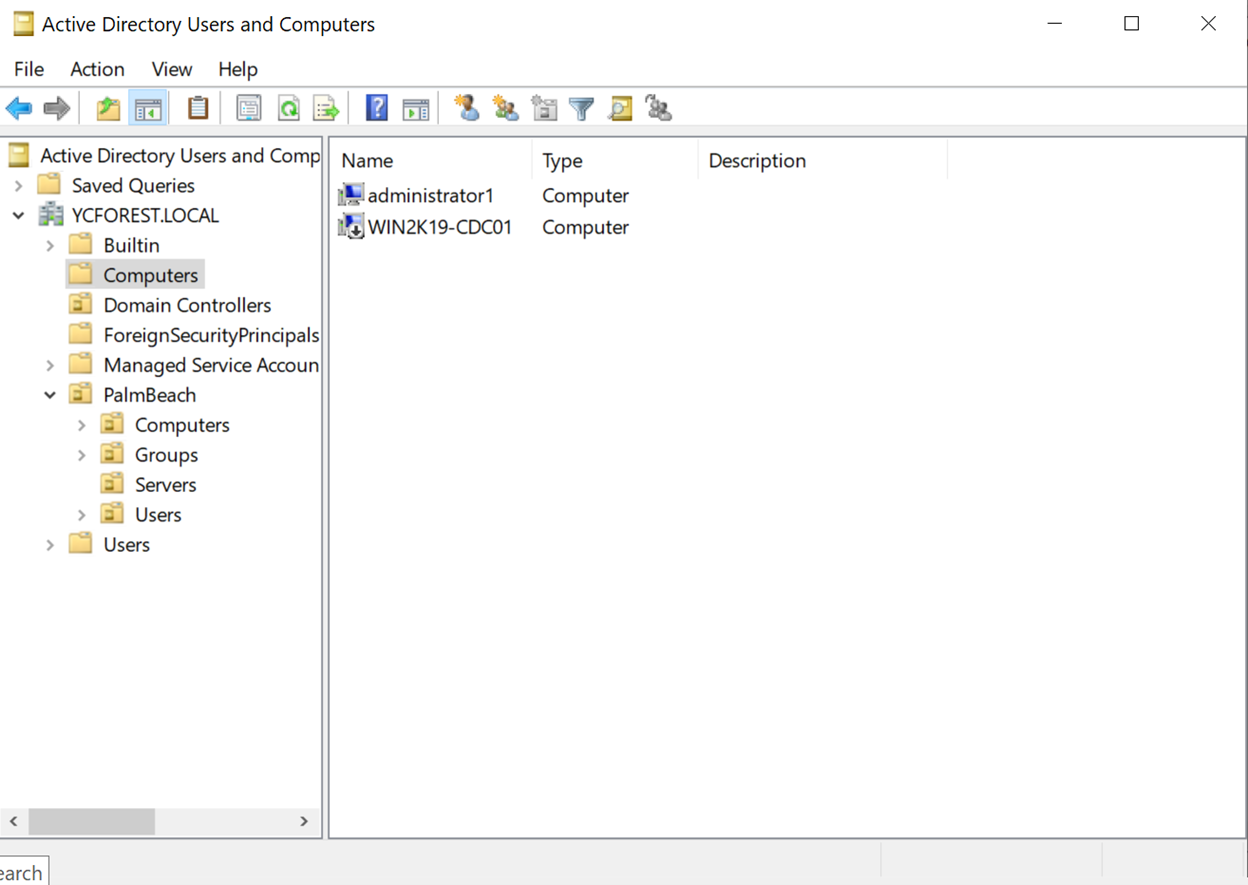 Active Directory Users and Computers
File Action View Help
Active Directory Users and Comp
Saved Queries
YCFOREST.LOCAL
Builtin
Computers
Domain Controllers
ForeignSecurityPrincipals
Managed Service Accoun
PalmBeach
Computers
Groups
Servers
Users
Users
Name Type Description
administrator1 Computer
WIN2K19-CDC01 Computer
earch